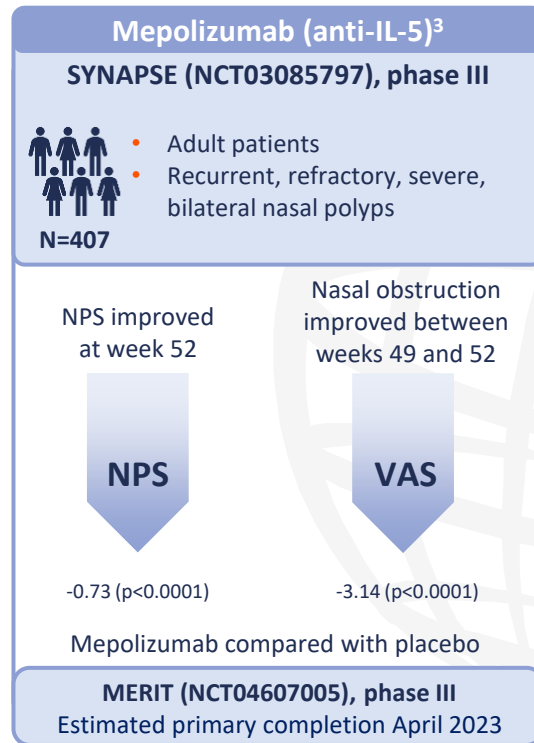 Mepolizumab (anti-IL-5)³
SYNAPSE (NCT03085797), phase III
• Adult patients
• Recurrent, refractory, severe,
bilateral nasal polyps
N=407
NPS improved
at week 52
Nasal obstruction
improved between
weeks 49 and 52
NPS
VAS
-0.73 (p<0.0001)
-3.14 (p<0.0001)
Mepolizumab compared with placebo
MERIT (NCT04607005), phase III
Estimated primary completion April 2023